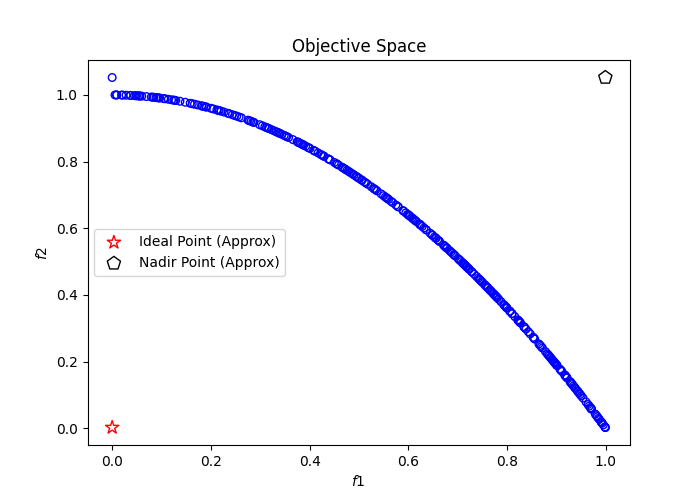 Objective Space
f2
1.0
0.8
0.6
0.4
0.2
0.0
Ideal Point (Approx)
Nadir Point (Approx)
0.0 0.2 0.4 0.6 0.8 1.0
f1